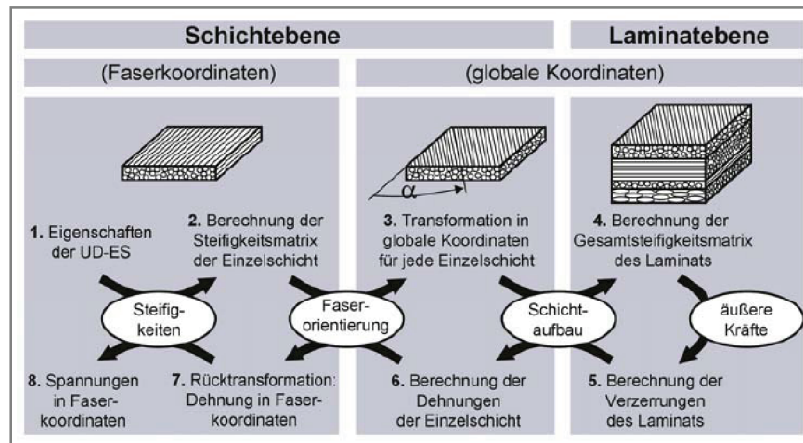 Schichtebene
Laminatebene
(Faserkoordinaten)
(globale Koordinaten)
α
1. Eigenschaften
der UD-ES
2. Berechnung der
Steifigkeitsmatrix
der Einzelschicht
3. Transformation in
globale Koordinaten
für jede Einzelschicht
4. Berechnung der
Gesamtsteifigkeitsmatrix
des Laminats
Steifig-
keiten
Faser-
orientierung
Schicht-
aufbau
äußere
Kräfte
8. Spannungen
in Faser-
koordinaten
7. Rücktransformation:
Dehnung in Faser-
koordinaten
6. Berechnung der
Dehnungen
der Einzelschicht
5. Berechnung der
Verzerrungen
des Laminats